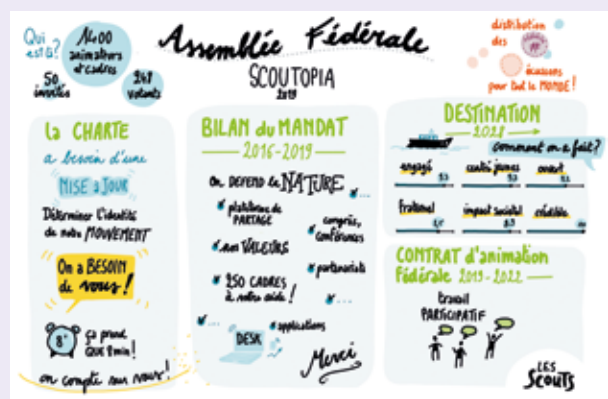 Qui
est là?
1400
animateurs
et cadres
50
invités
248
votants
Assemblée Fédérale
SCOUTOPIA
2019
distribution
des
écussons
pour tout le MONDE!
la CHARTE
a besoin d'une
MISE à JOUR
Déterminer l'identité
de notre MOUVEMENT
On a BESOIN
de vous!
8'
ça prend
QUE 8 min!
on compte sur vous!
BILAN du MANDAT
2016-2019
On DÉFEND la NATURE
plateforme de
PARTAGE
nos VALEURS
250 CADRES
à votre aide!
congrès,
conférences
partenariats
applications
DESK
Merci
DESTINATION
2028
comment on a fait?
engagé
centré jeunes
ouvert
fraternel
impact sociétal
crédible
CONTRAT d'animation
Fédérale 2019-2022
travail
PARTICIPATIF
LES
SCOUTS